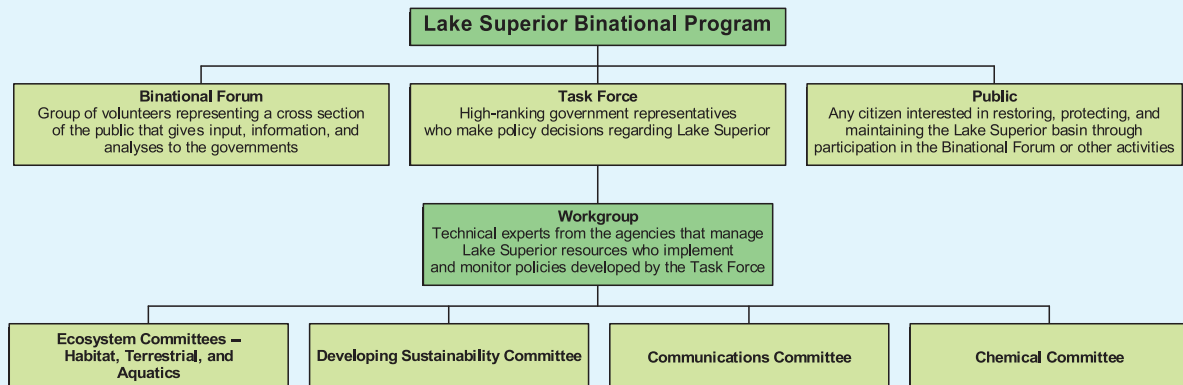 Lake Superior Binational Program
Binational Forum
Group of volunteers representing a cross section
of the public that gives input, information, and
analyses to the governments
Task Force
High-ranking government representatives
who make policy decisions regarding Lake Superior
Public
Any citizen interested in restoring, protecting, and
maintaining the Lake Superior basin through
participation in the Binational Forum or other activities
Workgroup
Technical experts from the agencies that manage
Lake Superior resources who implement
and monitor policies developed by the Task Force
Ecosystem Committees –
Habitat, Terrestrial, and
Aquatics
Developing Sustainability Committee
Communications Committee
Chemical Committee